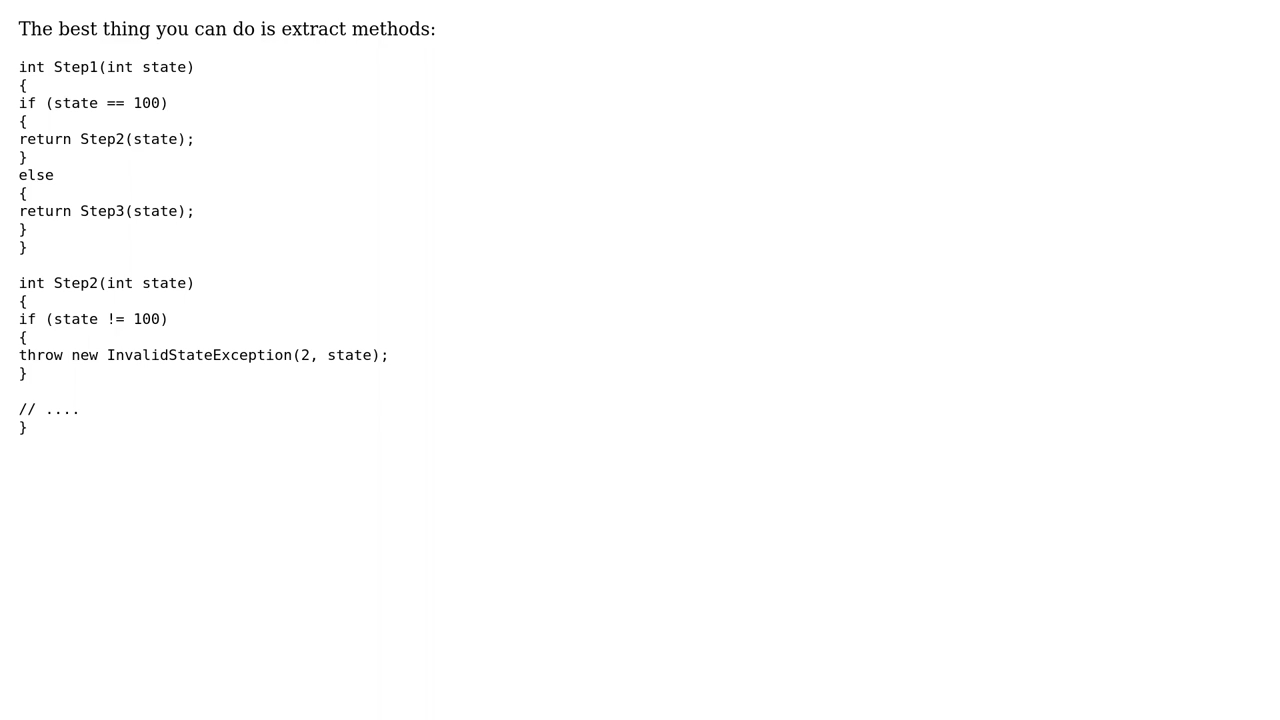 The best thing you can do is extract methods:
int Step1(int state)
{
if (state == 100)
{
return Step2(state);
}
else
{
return Step3(state);
}
}

int Step2(int state)
{
if (state != 100)
{
throw new InvalidStateException(2, state);
}

// ....
}